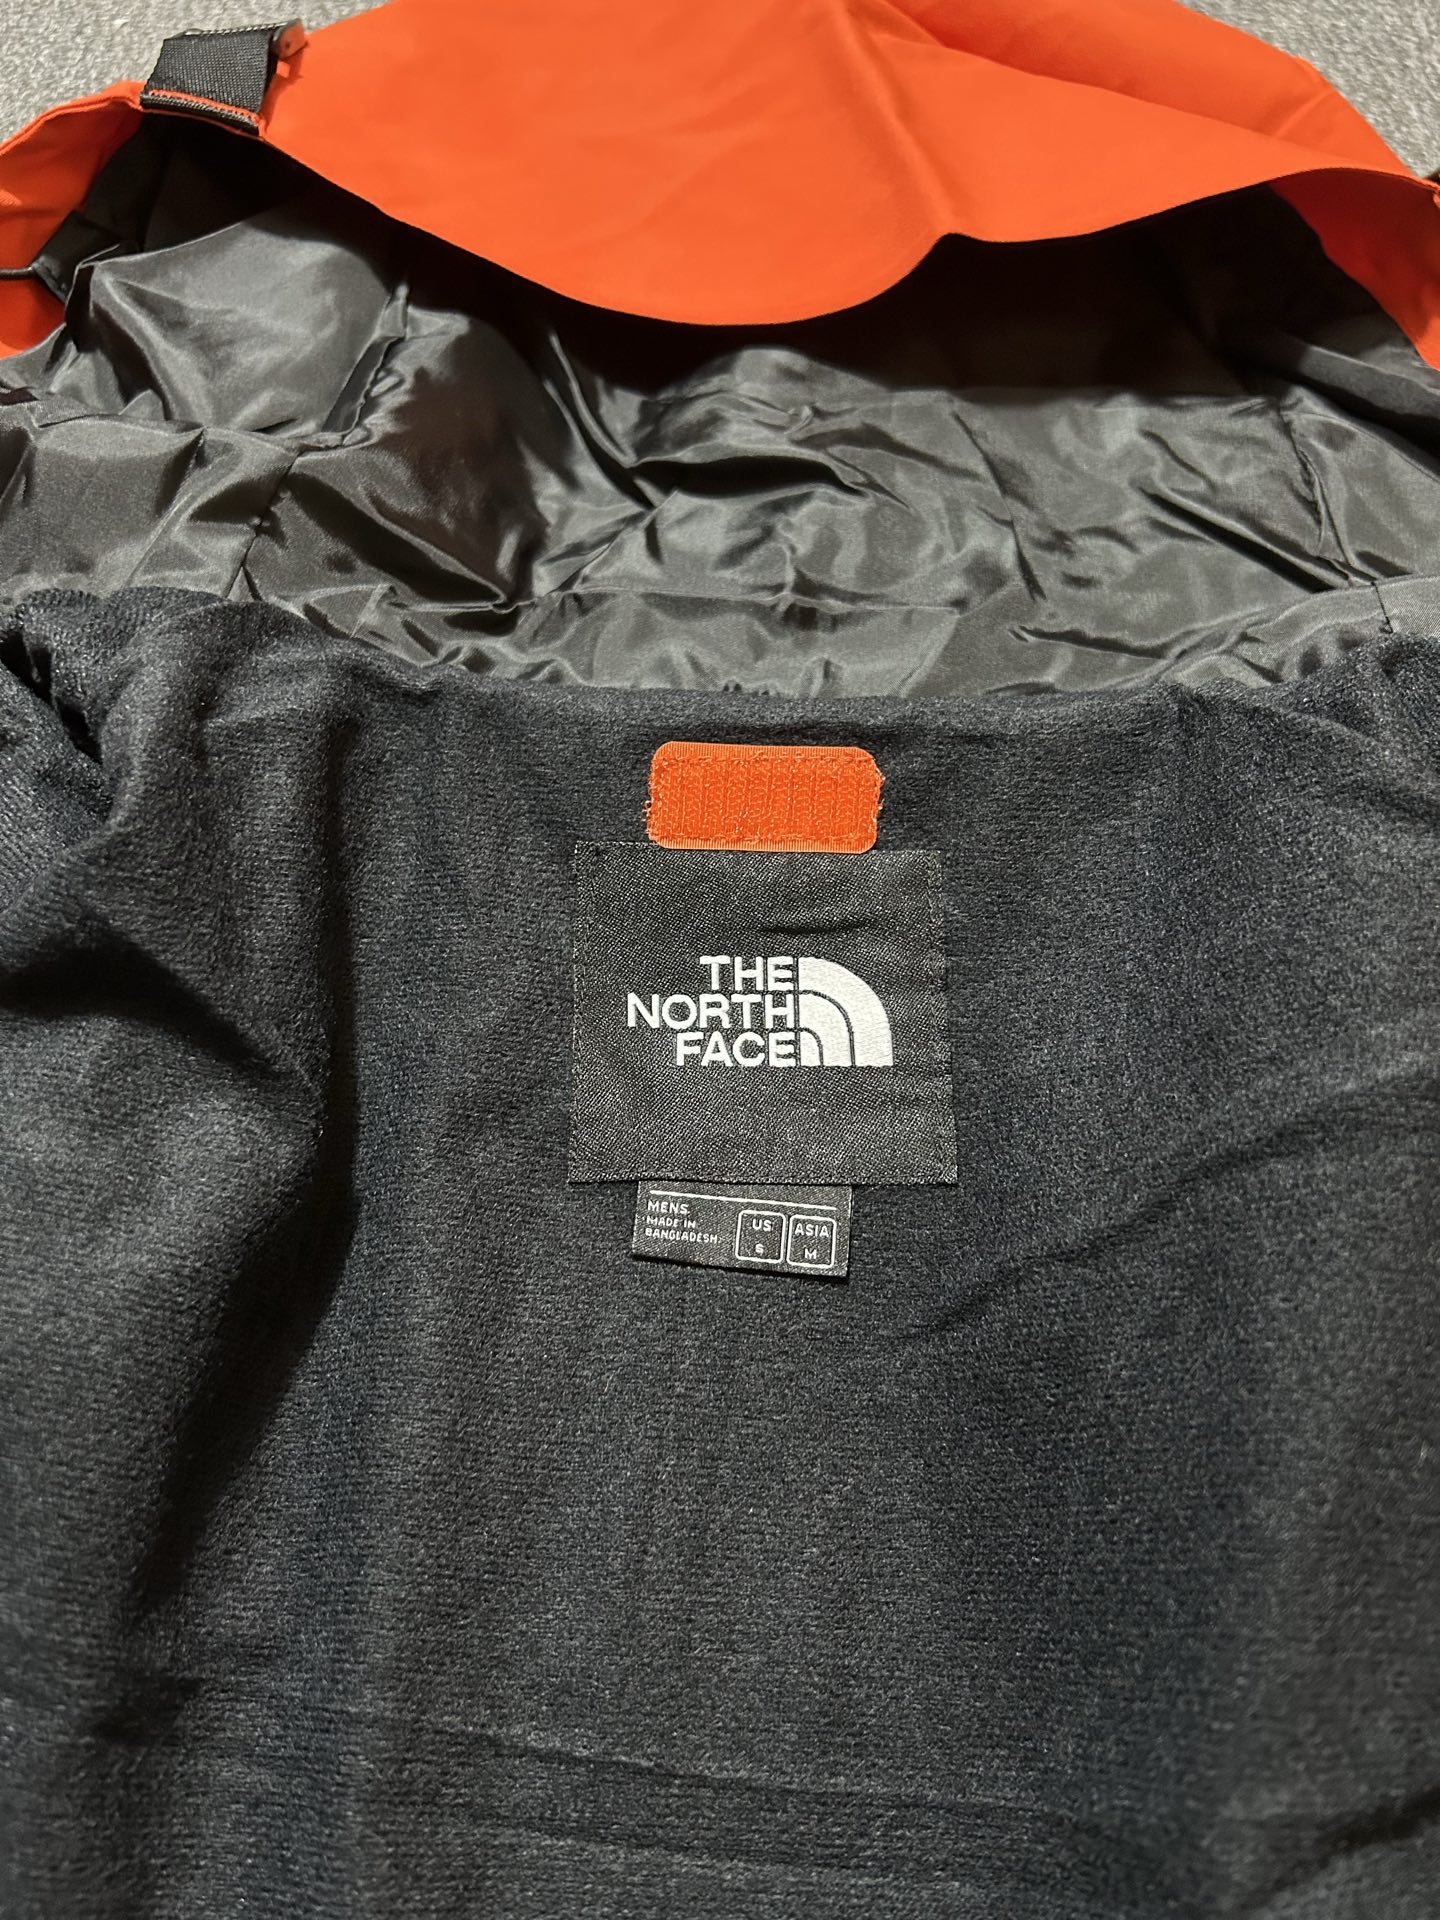 THE
NORTH
FACE
MENS
MADE IN
BANGLADESH.
US
S
ASIA
M